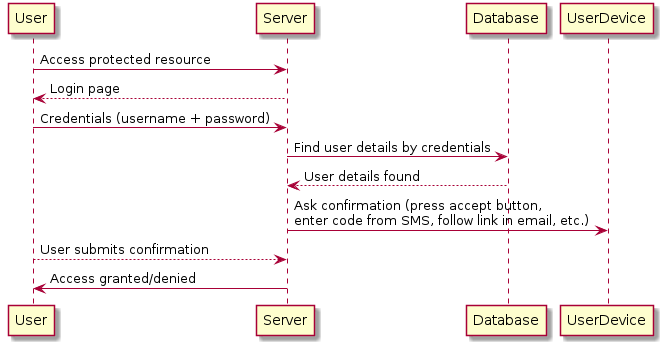 User Server Database UserDevice
Access protected resource
Login page
Credentials (username + password)
Find user details by credentials
User details found
Ask confirmation (press accept button,
enter code from SMS, follow link in email, etc.)
User submits confirmation
Access granted/denied
User Server Database UserDevice